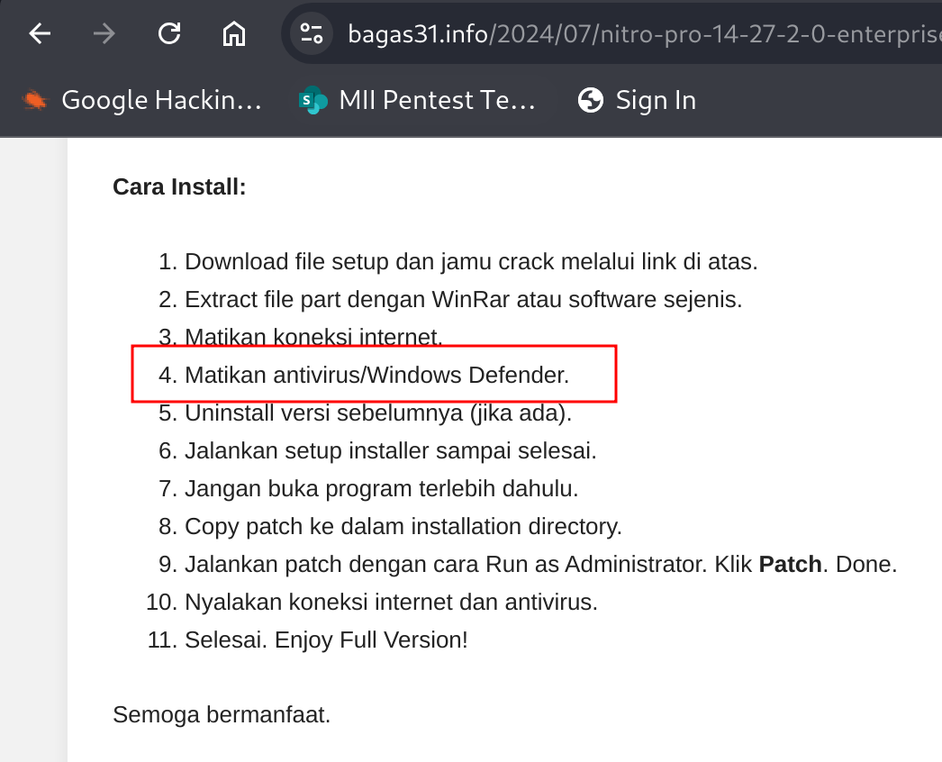 bagas31.info/2024/07/nitro-pro-14-27-2-0-enterprise
Google Hackin... MII Pentest Te... Sign In
Cara Install:
1. Download file setup dan jamu crack melalui link di atas.
2. Extract file part dengan WinRar atau software sejenis.
3. Matikan koneksi internet.
4. Matikan antivirus/Windows Defender.
5. Uninstall versi sebelumnya (jika ada).
6. Jalankan setup installer sampai selesai.
7. Jangan buka program terlebih dahulu.
8. Copy patch ke dalam installation directory.
9. Jalankan patch dengan cara Run as Administrator. Klik Patch. Done.
10. Nyalakan koneksi internet dan antivirus.
11. Selesai. Enjoy Full Version!
Semoga bermanfaat.